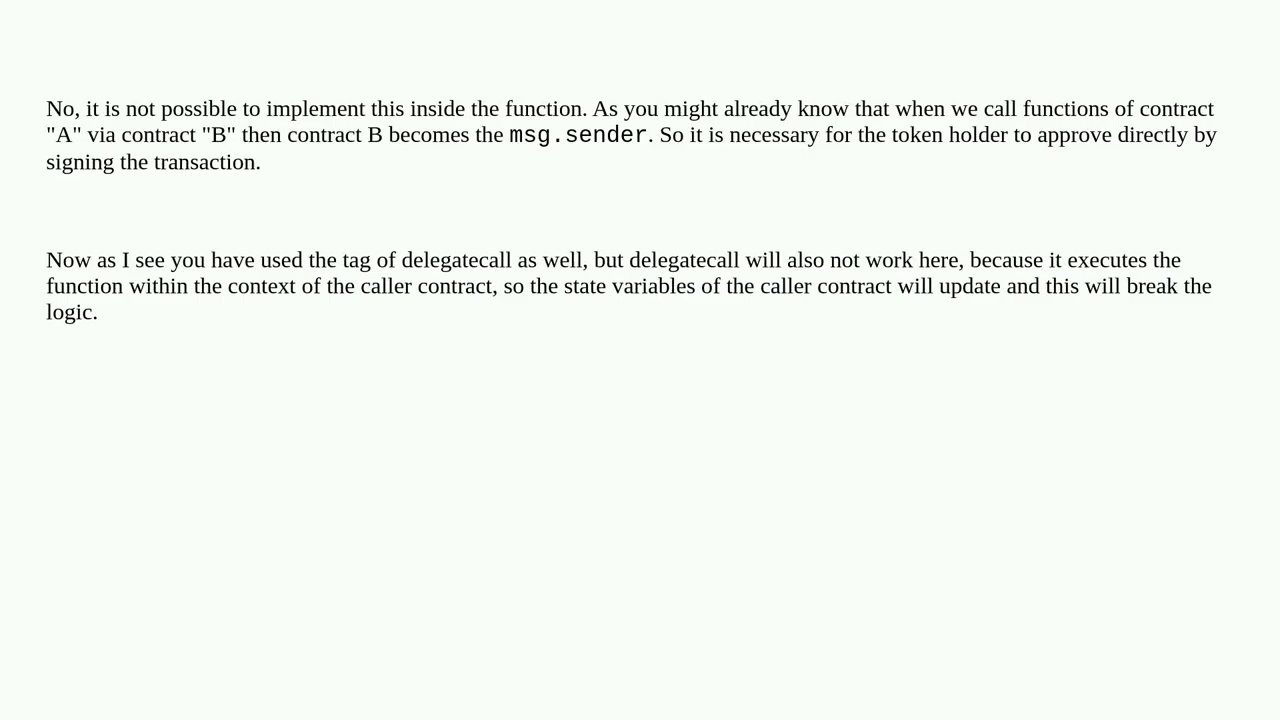 No, it is not possible to implement this inside the function. As you might already know that when we call functions of contract
"A" via contract "B" then contract B becomes the msg.sender. So it is necessary for the token holder to approve directly by
signing the transaction.
Now as I see you have used the tag of delegatecall as well, but delegatecall will also not work here, because it executes the
function within the context of the caller contract, so the state variables of the caller contract will update and this will break the
logic.